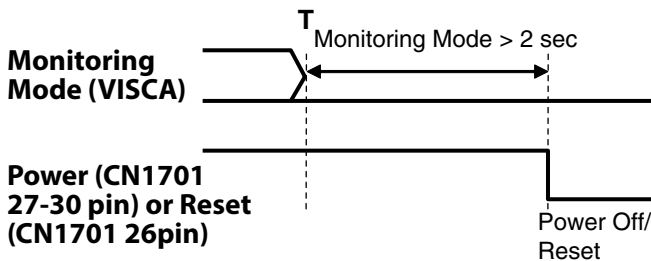 T
Monitoring Mode > 2 sec
Monitoring
Mode (VISCA)
Power (CN1701
27-30 pin) or Reset
(CN1701 26pin)
Power Off/
Reset